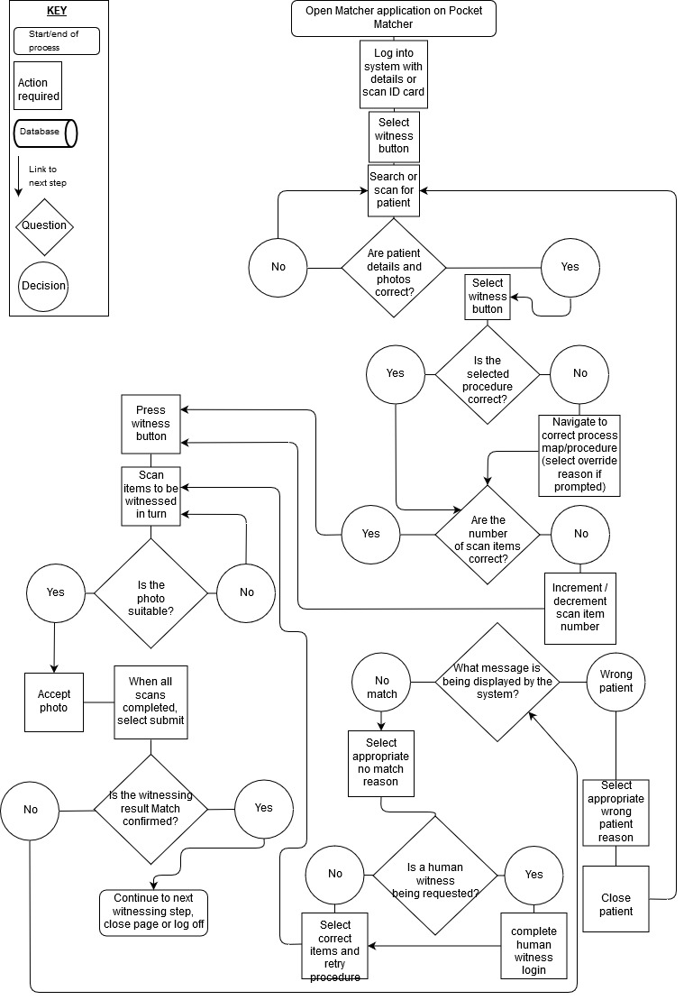 KEY
Start/end of
process
Action
required
Database
Link to
next step
Question
Decision
Open Matcher application on Pocket
Matcher
Log into
system with
details or
scan ID card
Select
witness
button
Search or
scan for
patient
Are patient
details and
photos
correct?
No
Yes
Select
witness
button
Is the
selected
procedure
correct?
Yes
No
Navigate to
correct process
map/procedure
(select override
reason if
prompted)
Are the
number
of scan items
correct?
Yes
No
Increment /
decrement
scan item
number
Press
witness
button
Scan
items to be
witnessed
in turn
Is the
photo
suitable?
Yes
No
Accept
photo
When all
scans
completed,
select submit
Is the witnessing
result Match
confirmed?
No
Yes
Continue to next
witnessing step,
close page or log off
What message is
being displayed by the
system?
No
match
Wrong
patient
Select
appropriate
no match
reason
Select
appropriate
wrong
patient
reason
Close
patient
Is a human
witness
being requested?
No
Yes
Select
correct
items and
retry
procedure
complete
human
witness
login